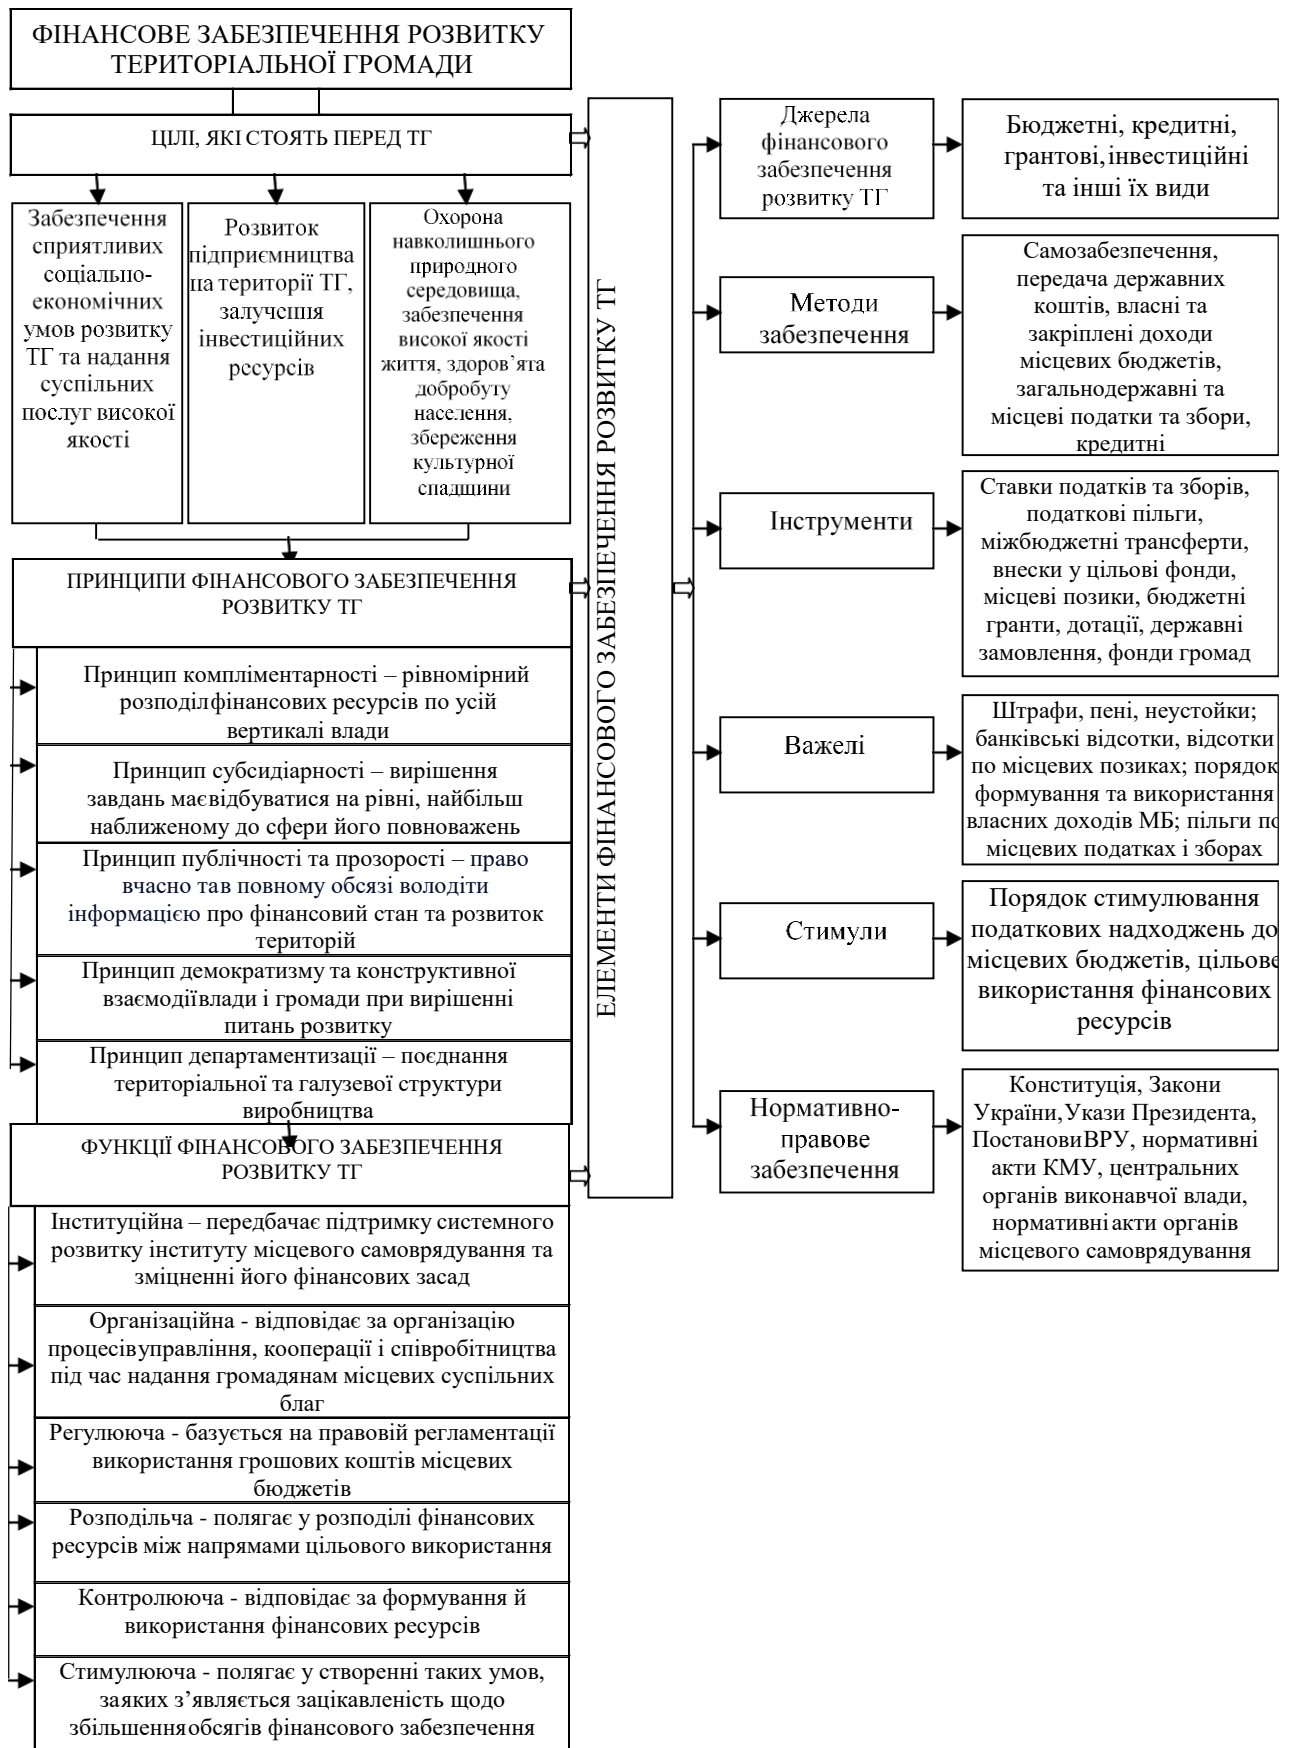 ФІНАНСОВЕ ЗАБЕЗПЕЧЕННЯ РОЗВИТКУ
ТЕРИТОРІАЛЬНОЇ ГРОМАДИ
ЦІЛІ, ЯКІ СТОЯТЬ ПЕРЕД ТГ
Забезпечення
сприятливих
соціально-
економічних
умов розвитку
ТГ та надання
суспільних
послуг високої
якості
Розвиток
підприємництва
на території ТГ,
залучення
інвестиційних
ресурсів
Охорона
навколишнього
природного
середовища,
забезпечення
високої якості
життя, здоров’ята
добробуту
населення,
збереження
культурної
спадщини
ПРИНЦИПИ ФІНАНСОВОГО ЗАБЕЗПЕЧЕННЯ
РОЗВИТКУ ТГ
Принцип компліментарності – рівномірний
розподілфінансових ресурсів по усій
вертикалі влади
Принцип субсидіарності – вирішення
завдань маєвідбуватися на рівні, найбільш
наближеному до сфери його повноважень
Принцип публічності та прозорості – право
вчасно тав повному обсязі володіти
інформацією про фінансовий стан та розвиток
територій
Принцип демократизму та конструктивної
взаємодіївлади і громади при вирішенні
питань розвитку
Принцип департаментизації – поєднання
територіальної та галузевої структури
виробництва
ФУНКЦІЇ ФІНАНСОВОГО ЗАБЕЗПЕЧЕННЯ
РОЗВИТКУ ТГ
Інституційна – передбачає підтримку системного
розвитку інституту місцевого самоврядування та
зміцненні його фінансових засад
Організаційна - відповідає за організацію
процесівуправління, кооперації і співробітництва
під час надання громадянам місцевих суспільних
благ
Регулююча - базується на правовій регламентації
використання грошових коштів місцевих
бюджетів
Розподільча - полягає у розподілі фінансових
ресурсів між напрямами цільового використання
Контролююча - відповідає за формування й
використання фінансових ресурсів
Стимулююча - полягає у створенні таких умов,
заяких з’являється зацікавленість щодо
збільшенняобсягів фінансового забезпечення
ЕЛЕМЕНТИ ФІНАНСОВОГО ЗАБЕЗПЕЧЕННЯ РОЗВИТКУ ТГ
Джерела
фінансового
забезпечення
розвитку ТГ
Бюджетні, кредитні,
грантові,інвестиційні
та інші їх види
Методи
забезпечення
Самозабезпечення,
передача державних
коштів, власні та
закріплені доходи
місцевих бюджетів,
загальнодержавні та
місцеві податки та збори,
кредитні
Інструменти
Ставки податків та зборів,
податкові пільги,
міжбюджетні трансферти,
внески у цільові фонди,
місцеві позики, бюджетні
гранти, дотації, державні
замовлення, фонди громад
Важелі
Штрафи, пені, неустойки;
банківські відсотки, відсотки
по місцевих позиках; порядок
формування та використання
власних доходів МБ; пільги по
місцевих податках і зборах
Стимули
Порядок стимулювання
податкових надходжень до
місцевих бюджетів, цільове
використання фінансових
ресурсів
Нормативно-
правове
забезпечення
Конституція, Закони
України,Укази Президента,
ПостановиВРУ, нормативні
акти КМУ, центральних
органів виконавчої влади,
нормативніакти органів
місцевого самоврядування